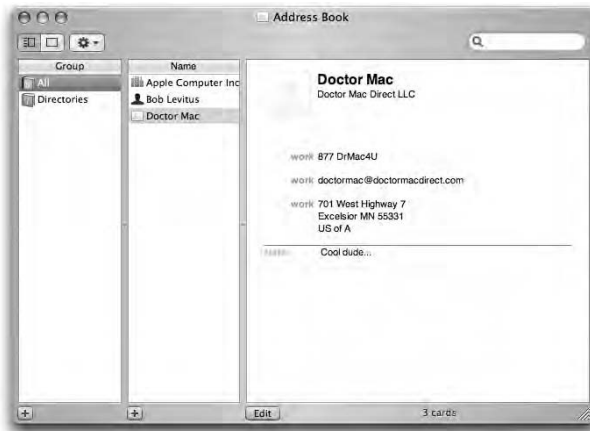 Address Book
Group
Name
All
Directories
Apple Computer Inc
Bob Levitus
Doctor Mac
Doctor Mac
Doctor Mac Direct LLC
work 877 DrMac4U
work doctormac@doctormacdirect.com
work 701 West Highway 7
Excelsior MN 55331
US of A
Note: Cool dude...
Edit
3 cards